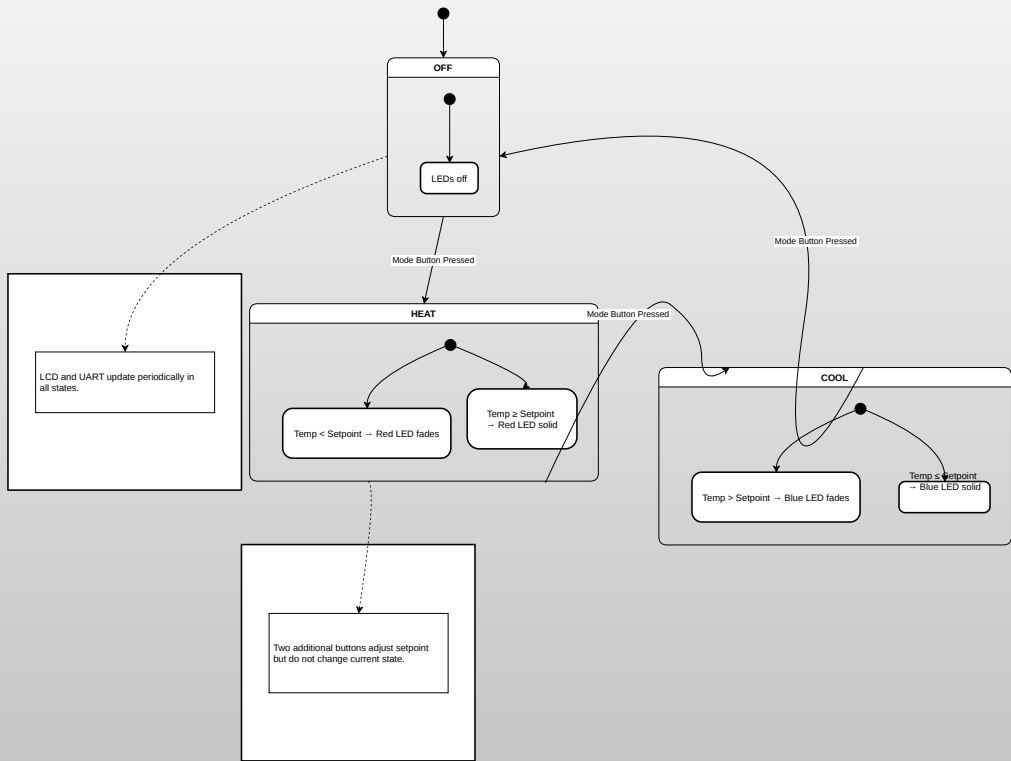 OFF
LEDs off
Mode Button Pressed
Mode Button Pressed
HEAT
Mode Button Pressed
Temp < Setpoint → Red LED fades
Temp ≥ Setpoint
→ Red LED solid
COOL
Temp > Setpoint → Blue LED fades
Temp ≤ Setpoint
→ Blue LED solid
LCD and UART update periodically in
all states.
Two additional buttons adjust setpoint
but do not change current state.